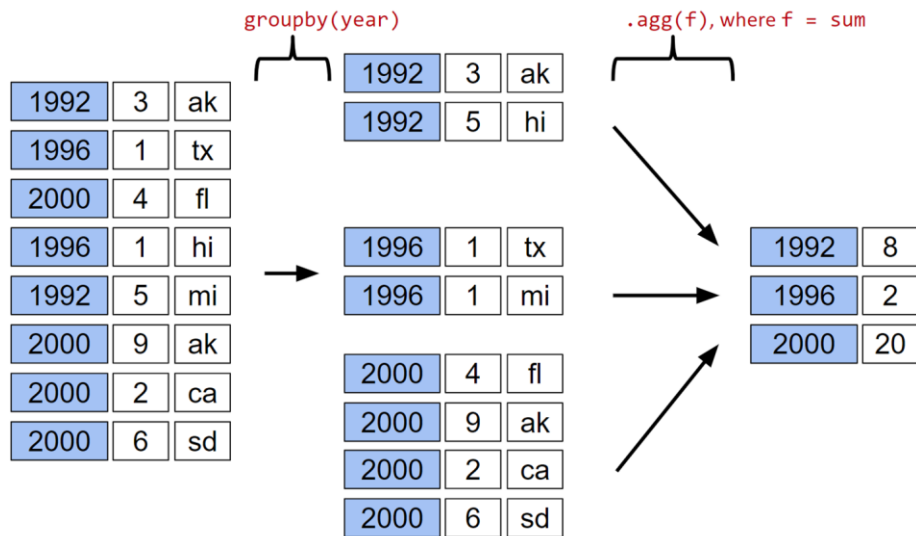 groupby(year)
.agg(f), where f = sum
1992 3 ak
1996 1 tx
2000 4 fl
1996 1 hi
1992 5 mi
2000 9 ak
2000 2 ca
2000 6 sd
1992 3 ak
1992 5 hi
1996 1 tx
1996 1 mi
2000 4 fl
2000 9 ak
2000 2 ca
2000 6 sd
1992 8
1996 2
2000 20